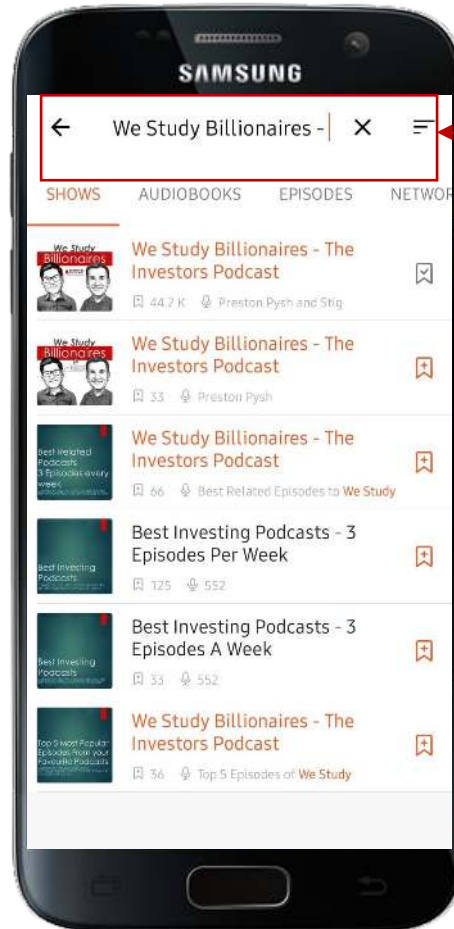 SAMSUNG
We Study Billionaires -
SHOWS AUDIOBOOKS EPISODES NETWOR
We Study
Billionaires
We Study Billionaires - The
Investors Podcast
44.2 K Preston Pysh and Stig
We Study
Billionaires
We Study Billionaires - The
Investors Podcast
33 Preston Pysh
Best Related
Podcasts
3 Episodes every
week
We Study Billionaires - The
Investors Podcast
66 Best Related Episodes to We Study
Best Investing
Podcasts
Best Investing Podcasts - 3
Episodes Per Week
125 552
Best Investing
Podcasts
Best Investing Podcasts - 3
Episodes A Week
33 552
Top 5 Most Popular
Episodes From your
Favourite Podcasts
We Study Billionaires - The
Investors Podcast
36 Top 5 Episodes of We Study